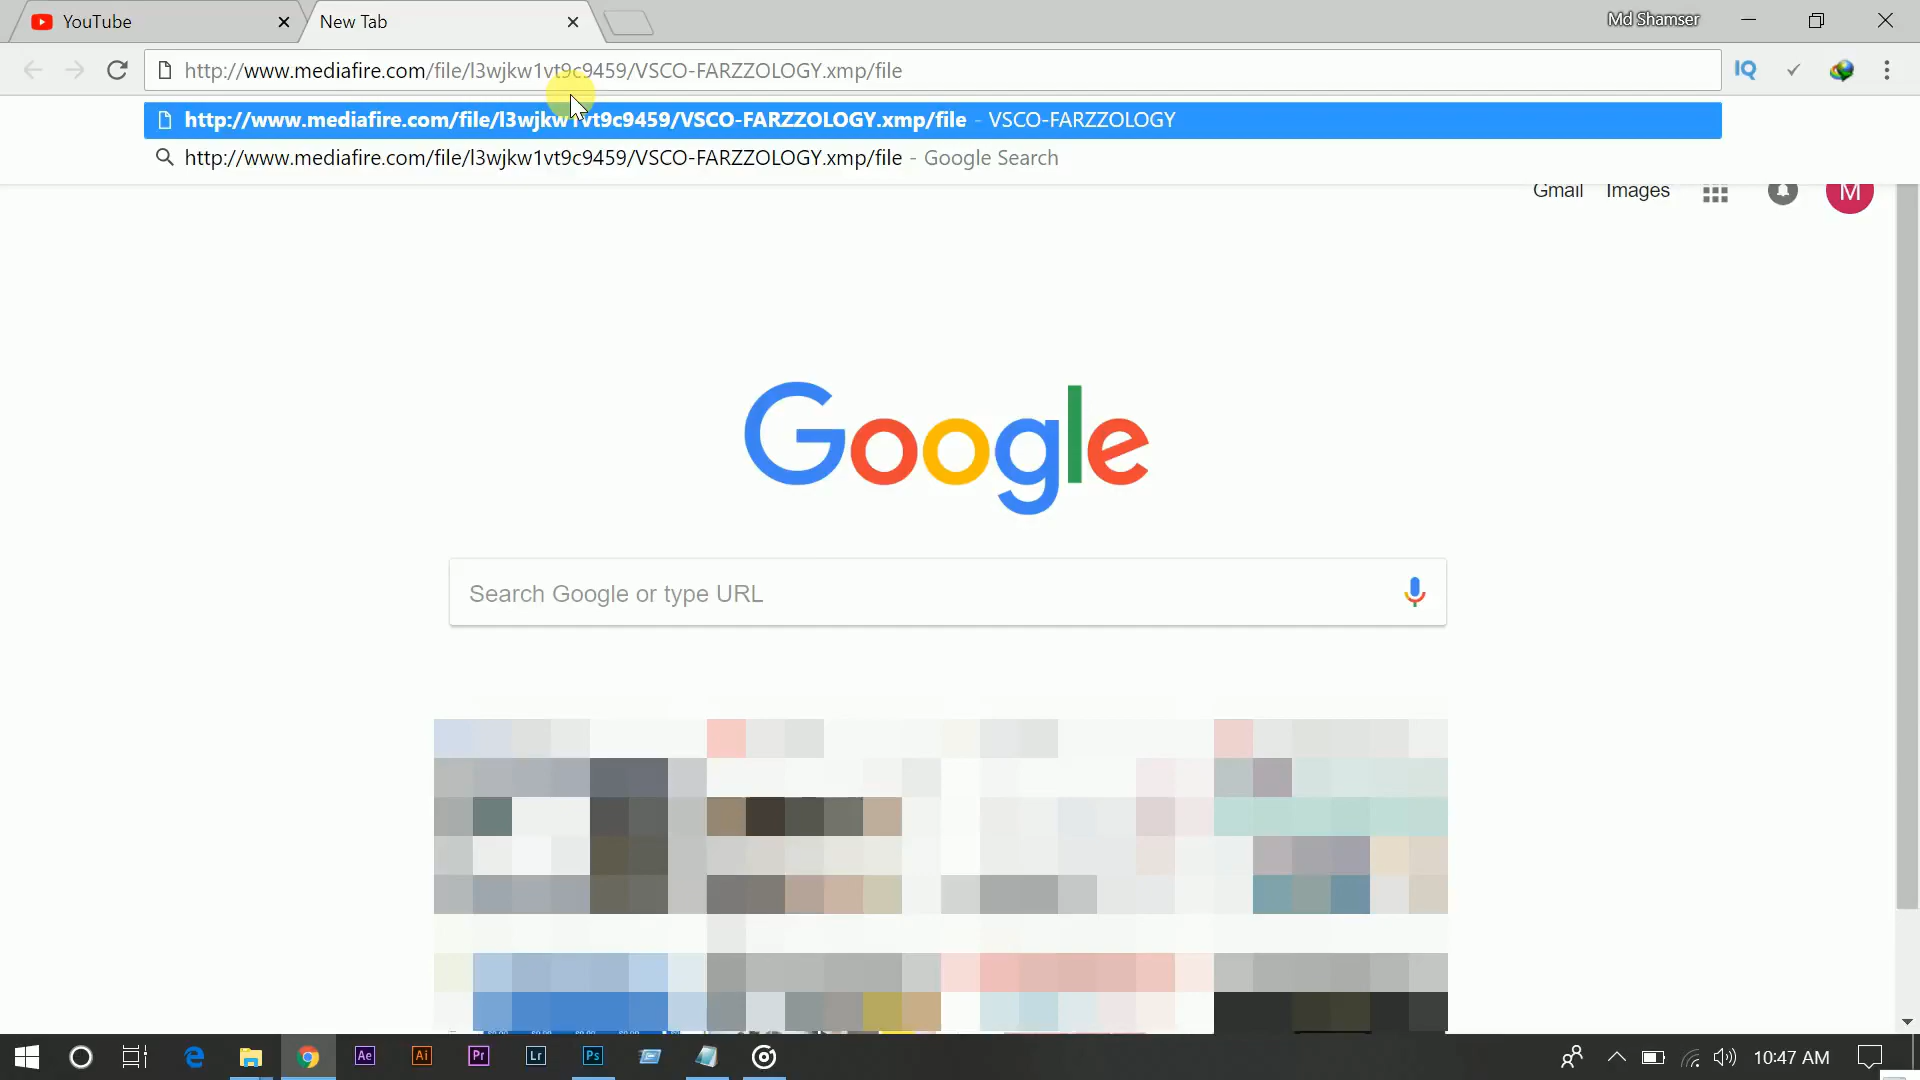 YouTube
New Tab
Md Shamser
http://www.mediafire.com/file/l3wjkw1vt9c9459/VSCO-FARZZOLOGY.xmp/file
IQ
http://www.mediafire.com/file/l3wjkw1vt9c9459/VSCO-FARZZOLOGY.xmp/file - VSCO-FARZZOLOGY
http://www.mediafire.com/file/l3wjkw1vt9c9459/VSCO-FARZZOLOGY.xmp/file - Google Search
Gmail Images M
Google
Search Google or type URL
Ae Ai Pr Lr Ps 10:47 AM